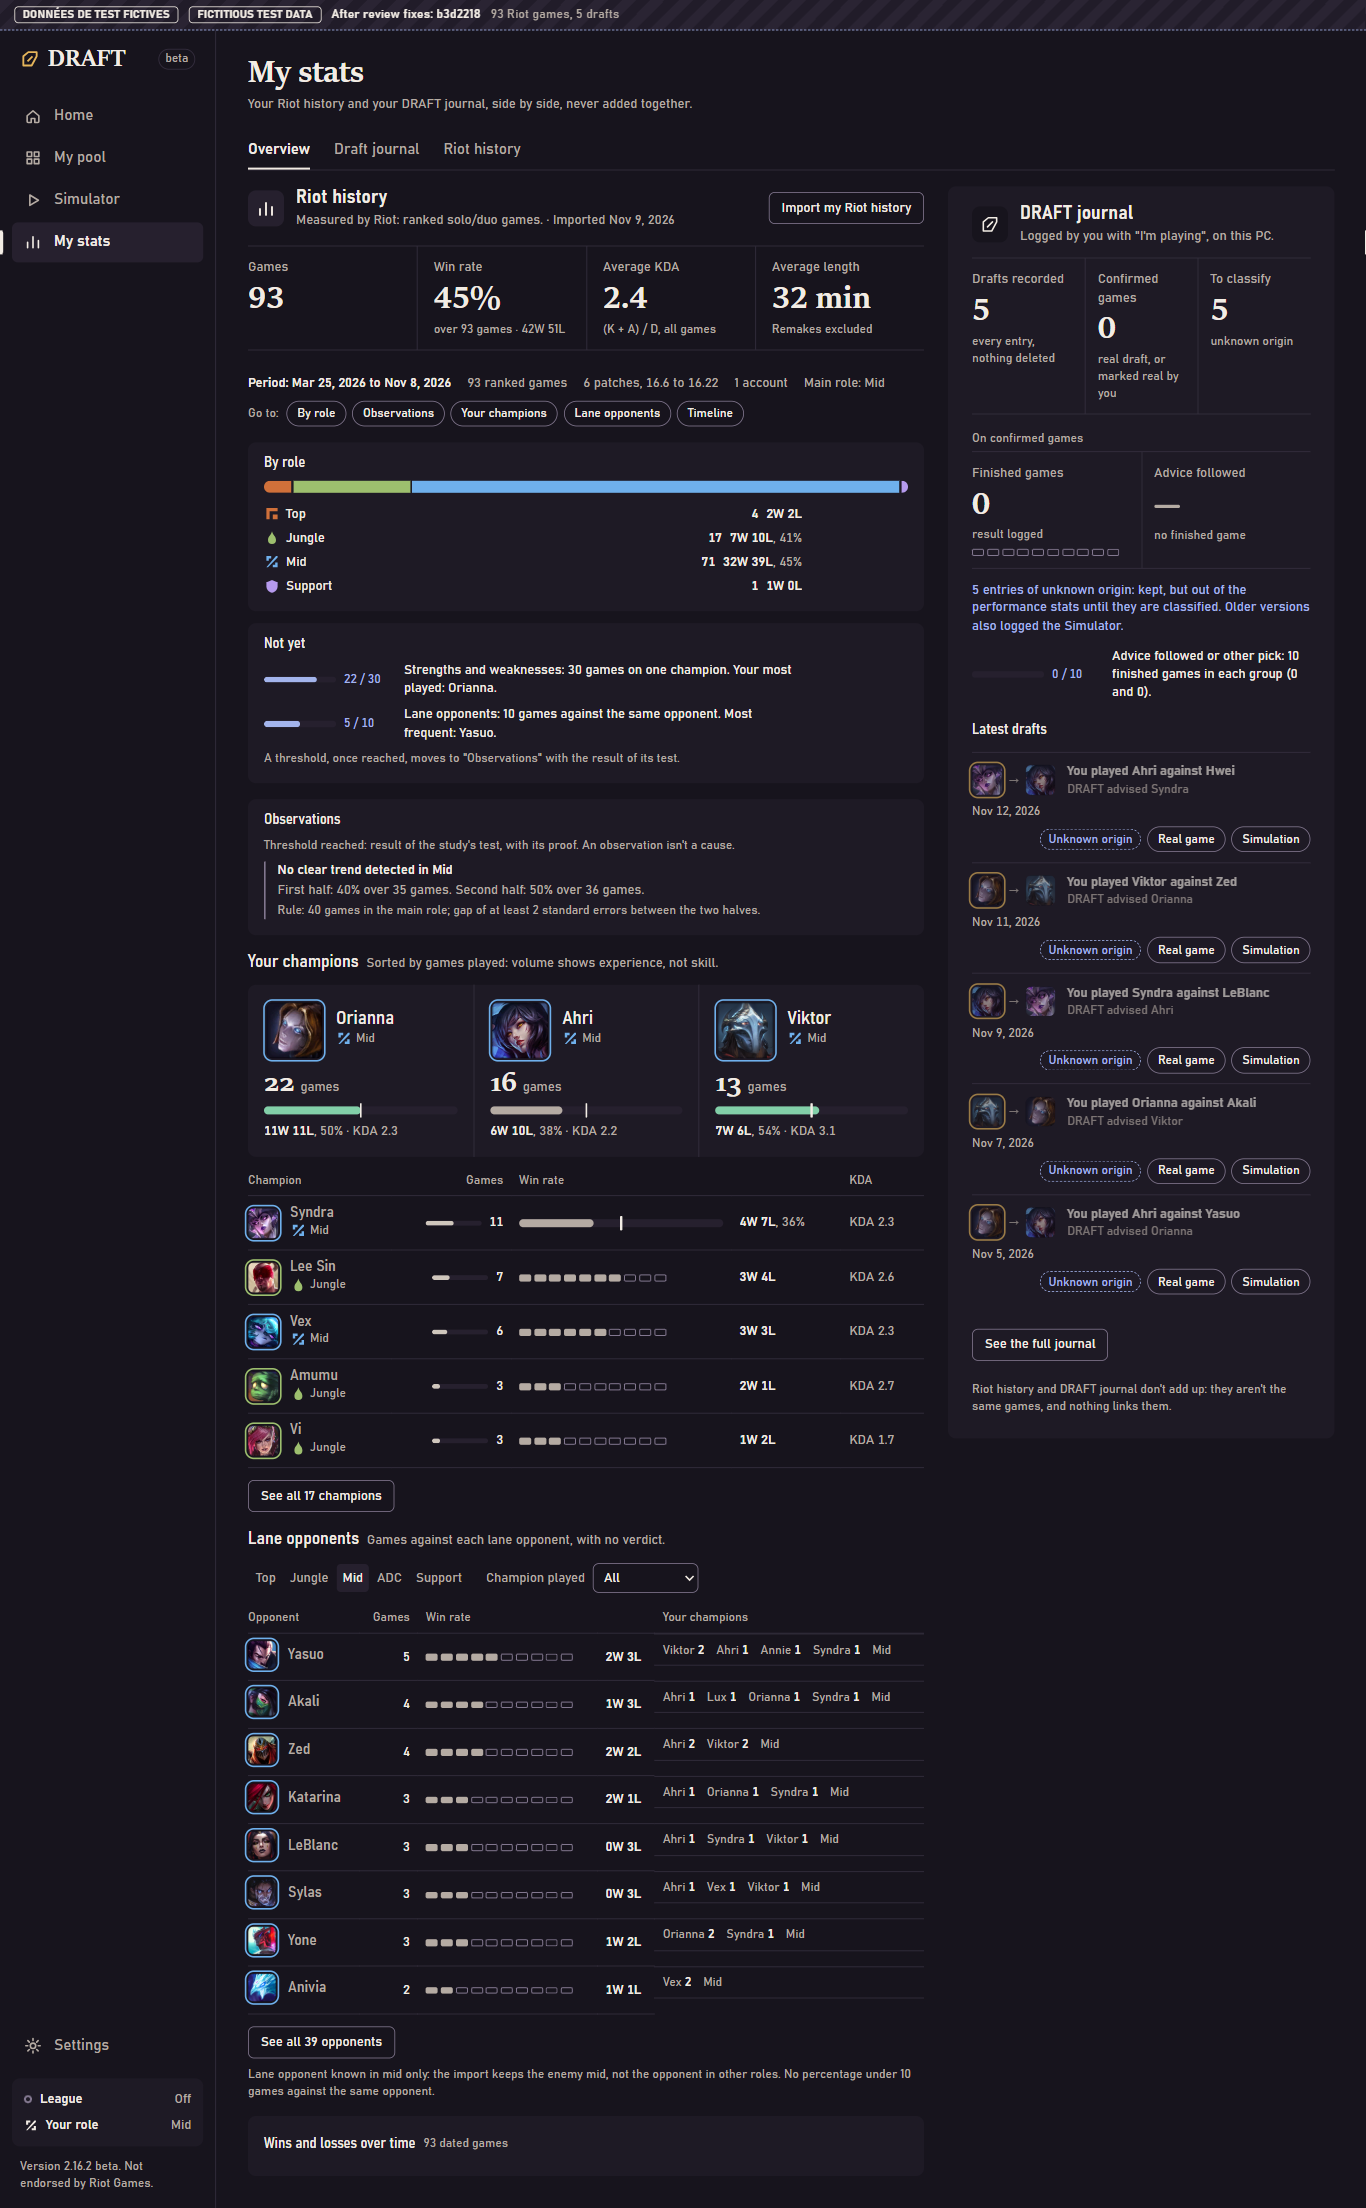 DONNÉES DE TEST FICTIVES FICTITIOUS TEST DATA After review fixes: b3d2218 93 Riot games, 5 drafts
DRAFT beta
Home
My pool
Simulator
My stats
Settings
League Off
Your role Mid
Version 2.16.2 beta. Not
endorsed by Riot Games.
My stats
Your Riot history and your DRAFT journal, side by side, never added together.
Overview Draft journal Riot history
Riot history
Measured by Riot: ranked solo/duo games. · Imported Nov 9, 2026
Import my Riot history
Games
93
Win rate
45%
over 93 games · 42W 51L
Average KDA
2.4
(K + A) / D, all games
Average length
32 min
Remakes excluded
Period: Mar 25, 2026 to Nov 8, 2026 93 ranked games 6 patches, 16.6 to 16.22 1 account Main role: Mid
Go to: By role Observations Your champions Lane opponents Timeline
By role
Top 4 2W 2L
Jungle 17 7W 10L, 41%
Mid 71 32W 39L, 45%
Support 1 1W 0L
Not yet
22 / 30
Strengths and weaknesses: 30 games on one champion. Your most
played: Orianna.
5 / 10
Lane opponents: 10 games against the same opponent. Most
frequent: Yasuo.
A threshold, once reached, moves to "Observations" with the result of its test.
Observations
Threshold reached: result of the study's test, with its proof. An observation isn't a cause.
No clear trend detected in Mid
First half: 40% over 35 games. Second half: 50% over 36 games.
Rule: 40 games in the main role; gap of at least 2 standard errors between the two halves.
Your champions Sorted by games played: volume shows experience, not skill.
Orianna
Mid
22 games
11W 11L, 50% · KDA 2.3
Ahri
Mid
16 games
6W 10L, 38% · KDA 2.2
Viktor
Mid
13 games
7W 6L, 54% · KDA 3.1
Champion Games Win rate KDA
Syndra
Mid
11 4W 7L, 36% KDA 2.3
Lee Sin
Jungle
7 3W 4L KDA 2.6
Vex
Mid
6 3W 3L KDA 2.3
Amumu
Jungle
3 2W 1L KDA 2.7
Vi
Jungle
3 1W 2L KDA 1.7
See all 17 champions
Lane opponents Games against each lane opponent, with no verdict.
Top Jungle Mid ADC Support Champion played All
Opponent Games Win rate Your champions
Yasuo 5 2W 3L Viktor 2 Ahri 1 Annie 1 Syndra 1 Mid
Akali 4 1W 3L Ahri 1 Lux 1 Orianna 1 Syndra 1 Mid
Zed 4 2W 2L Ahri 2 Viktor 2 Mid
Katarina 3 2W 1L Ahri 1 Orianna 1 Syndra 1 Mid
LeBlanc 3 0W 3L Ahri 1 Syndra 1 Viktor 1 Mid
Sylas 3 0W 3L Ahri 1 Vex 1 Viktor 1 Mid
Yone 3 1W 2L Orianna 2 Syndra 1 Mid
Anivia 2 1W 1L Vex 2 Mid
See all 39 opponents
Lane opponent known in mid only: the import keeps the enemy mid, not the opponent in other roles. No percentage under 10
games against the same opponent.
Wins and losses over time 93 dated games
DRAFT journal
Logged by you with "I'm playing", on this PC.
Drafts recorded
5
every entry,
nothing deleted
Confirmed
games
0
real draft, or
marked real by
you
To classify
5
unknown origin
On confirmed games
Finished games
0
result logged
Advice followed
—
no finished game
5 entries of unknown origin: kept, but out of the
performance stats until they are classified. Older versions
also logged the Simulator.
0 / 10
Advice followed or other pick: 10
finished games in each group (0
and 0).
Latest drafts
→ You played Ahri against Hwei
DRAFT advised Syndra
Nov 12, 2026
Unknown origin Real game Simulation
→ You played Viktor against Zed
DRAFT advised Orianna
Nov 11, 2026
Unknown origin Real game Simulation
→ You played Syndra against LeBlanc
DRAFT advised Ahri
Nov 9, 2026
Unknown origin Real game Simulation
→ You played Orianna against Akali
DRAFT advised Viktor
Nov 7, 2026
Unknown origin Real game Simulation
→ You played Ahri against Yasuo
DRAFT advised Orianna
Nov 5, 2026
Unknown origin Real game Simulation
See the full journal
Riot history and DRAFT journal don't add up: they aren't the
same games, and nothing links them.